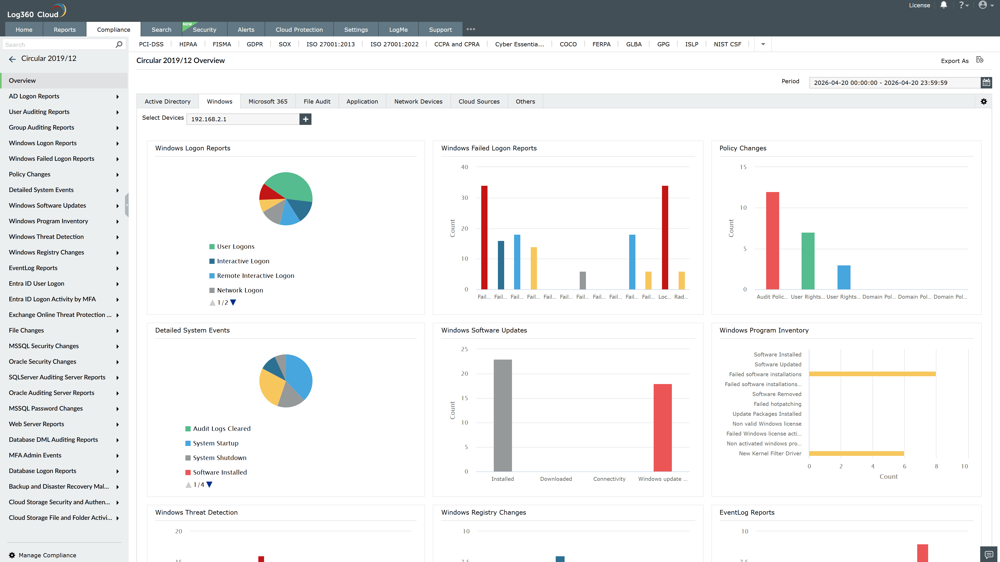 Log360 Cloud
License
?
Home
Reports
Compliance
Search
NEW
Security
Alerts
Cloud Protection
Settings
LogMe
Support
Search
PCI-DSS
HIPAA
FISMA
GDPR
SOX
ISO 27001:2013
ISO 27001:2022
CCPA and CPRA
Cyber Essentia...
COCO
FERPA
GLBA
GPG
ISLP
NIST CSF
Circular 2019/12
Overview
AD Logon Reports
User Auditing Reports
Group Auditing Reports
Windows Logon Reports
Windows Failed Logon Reports
Policy Changes
Detailed System Events
Windows Software Updates
Windows Program Inventory
Windows Threat Detection
Windows Registry Changes
EventLog Reports
Entra ID User Logon
Entra ID Logon Activity by MFA
Exchange Online Threat Protection ...
File Changes
MSSQL Security Changes
Oracle Security Changes
SQLServer Auditing Server Reports
Oracle Auditing Server Reports
MSSQL Password Changes
Web Server Reports
Database DML Auditing Reports
MFA Admin Events
Database Logon Reports
Backup and Disaster Recovery Mal...
Cloud Storage Security and Authen...
Cloud Storage File and Folder Activi...
Manage Compliance
Circular 2019/12 Overview
Export As
Period
2026-04-20 00:00:00 - 2026-04-20 23:59:59
Active Directory
Windows
Microsoft 365
File Audit
Application
Network Devices
Cloud Sources
Others
Select Devices
192.168.2.1
Windows Logon Reports
User Logons
Interactive Logon
Remote Interactive Logon
Network Logon
1/2
Windows Failed Logon Reports
40
30
20
10
0
Count
Fail... Fail... Fail... Fail... Fail... Fail... Fail... Fail... Fail... Fail... Fail... Loc... Rad...
Policy Changes
15
10
5
0
Count
Audit Polic... User Rights... User Rights... Domain Pol... Domain Pol... Domain Pol...
Detailed System Events
Audit Logs Cleared
System Startup
System Shutdown
Software Installed
1/4
Windows Software Updates
25
20
15
10
5
0
Count
Installed Downloaded Connectivity Windows update ...
Windows Program Inventory
Software Installed
Software Updated
Failed software installations
Failed software installations...
Software Removed
Failed hotpatching
Update Packages Installed
Non valid Windows license
Failed Windows license acti...
Non activated windows pro...
New Kernel Filter Driver
0 2 4 6 8 10
Count
Windows Threat Detection
20
15
Windows Registry Changes
10
7.5
EventLog Reports
10
7.5